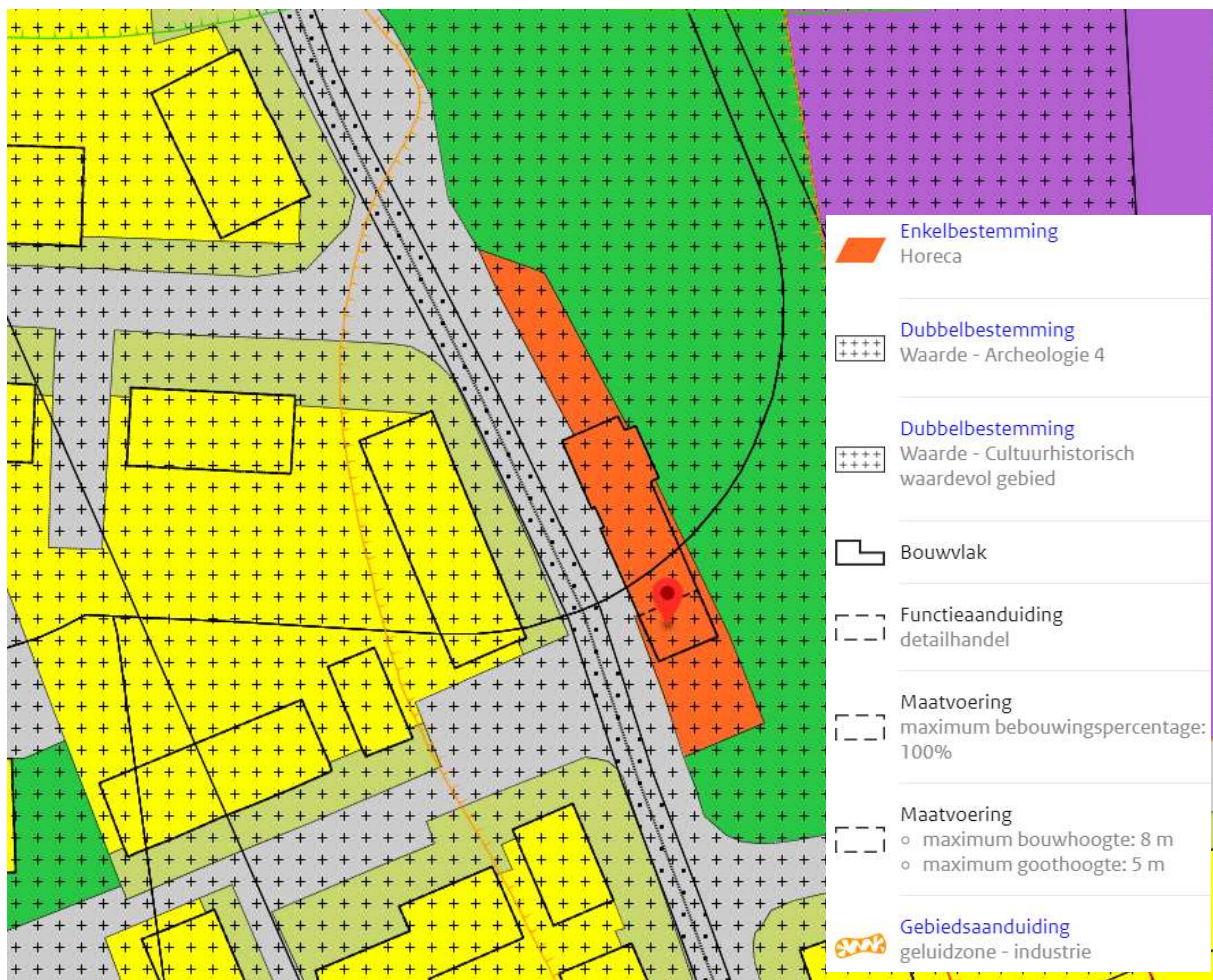 Enkelbestemming
Horeca
Dubbelbestemming
Waarde - Archeologie 4
Dubbelbestemming
Waarde - Cultuurhistorisch
waardevol gebied
Bouwvlak
Functieaanduiding
detailhandel
Maatvoering
maximum bebouwingspercentage:
100%
Maatvoering
○ maximum bouwhoogte: 8 m
○ maximum goothoogte: 5 m
Gebiedsaanduiding
geluidzone - industrie